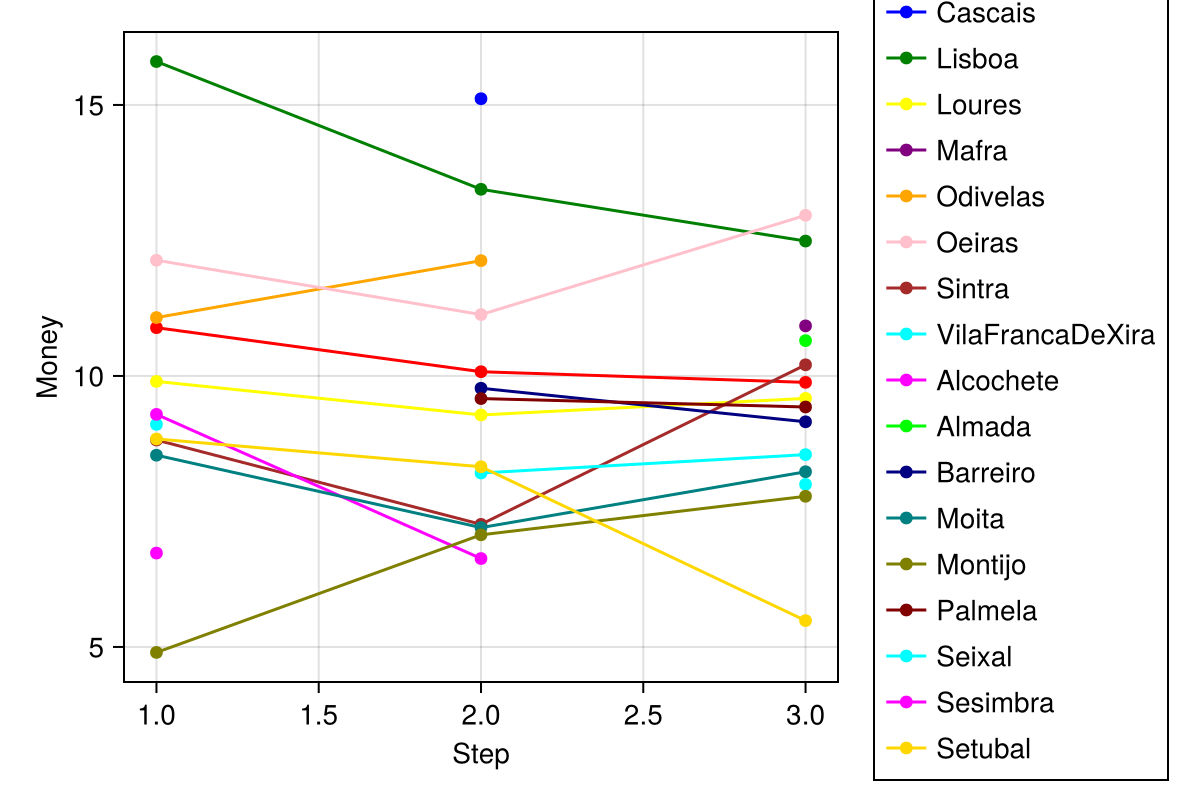 Cascais
Lisboa
Loures
Mafra
Odivelas
Oeiras
Sintra
VilaFrancaDeXira
Alcochete
Almada
Barreiro
Moita
Montijo
Palmela
Seixal
Sesimbra
Setubal
15
10
5
Money
1.0 1.5 2.0 2.5 3.0
Step